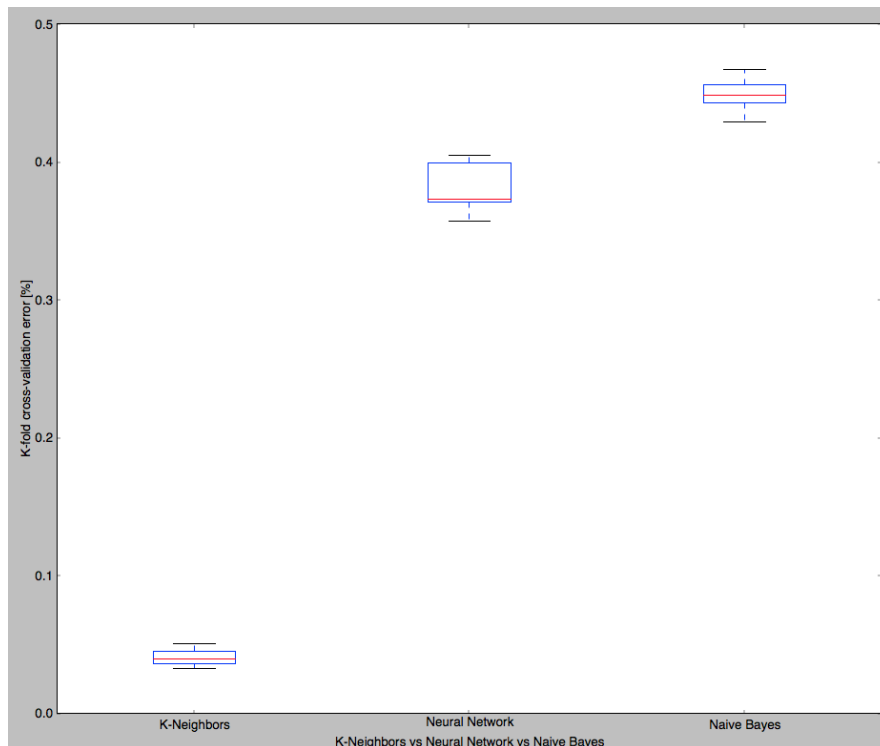 0.5
0.4
0.3
0.2
0.1
0.0
K-fold cross-validation error [%]
K-Neighbors
Neural Network
Naive Bayes
K-Neighbors vs Neural Network vs Naive Bayes